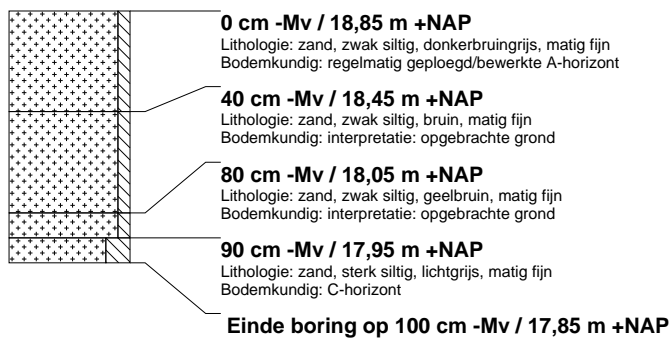 0 cm -Mv / 18,85 m +NAP
Lithologie: zand, zwak siltig, donkerbruingrijs, matig fijn
Bodemkundig: regelmatig geploegd/bewerkte A-horizont
40 cm -Mv / 18,45 m +NAP
Lithologie: zand, zwak siltig, bruin, matig fijn
Bodemkundig: interpretatie: opgebrachte grond
80 cm -Mv / 18,05 m +NAP
Lithologie: zand, zwak siltig, geelbruin, matig fijn
Bodemkundig: interpretatie: opgebrachte grond
90 cm -Mv / 17,95 m +NAP
Lithologie: zand, sterk siltig, lichtgrijs, matig fijn
Bodemkundig: C-horizont
Einde boring op 100 cm -Mv / 17,85 m +NAP